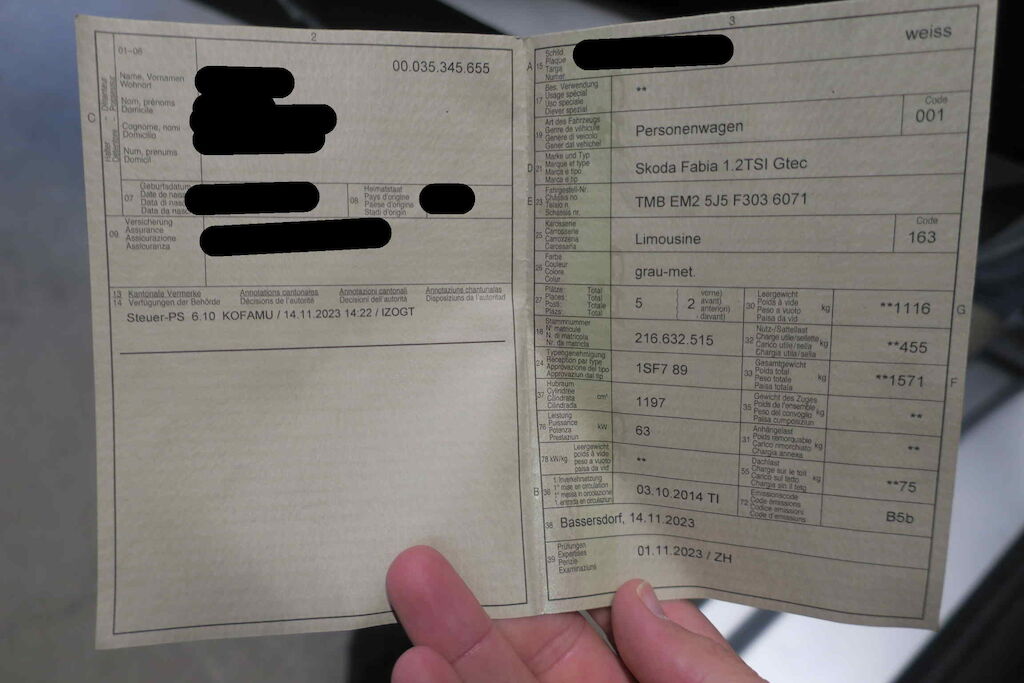 2
01-06
00.035.345.655
C
Halter
Détenteur
Name, Vornamen
Wohnort
Nom, prénoms
Domicile
Cognome, nomi
Domicilio
Num, prenums
Domicil
07
Geburtsdatum
Date de
Data di
Data da
08
Heimatstaat
Pays d'origine
Paese d'origine
Stadi d'origin
09
Versicherung
Assurance
Assicurazione
Assicuranza
13 Kantonale Vermerke Annotations cantonales Annotazioni cantonali Annotaziuns chantunalas
14 Verfügungen der Behörde Décisions de l'autorité Decisioni dell'autorità Disposiziuns da l'autoritad
Steuer-PS 6.10 KOFAMU / 14.11.2023 14:22 / IZOGT
3
A 15 Schild
Plaque
Targa
Numer
weiss
17 Bes. Verwendung
Usage spécial
Uso speciale
Diever spezial
**
19 Art des Fahrzeugs
Genre de véhicule
Genere di veicolo
Gener dal vehichel
Personenwagen
Code
001
D 21 Marke und Typ
Marque et type
Marca e tipo
Marca e tip
Skoda Fabia 1.2TSI Gtec
E 23 Fahrgestell-Nr.
Châssis no
Telaio n.
Schassis nr.
TMB EM2 5J5 F303 6071
25 Karosserie
Carrosserie
Carrozzeria
Carossaria
Limousine
Code
163
26 Farbe
Couleur
Colore
Colur
grau-met.
27 Plätze: Total
Places: Total
Posti: Totale
Plazs: Total
5 { 2 vorne)
avant)
anteriori)
davant)
30 Leergewicht
Poids à vide
Peso a vuoto
Paisa da vid
kg
**1116
G
18 Stammnummer
N° matricule
N. di matricola
Nr. da matricla
216.632.515
32 Nutz-/Sattellast
Charge utile/sellette
Carico utile/sella
Chargia utila/sella
kg
**455
24 Typengenehmigung
Réception par type
Approvazione del tipo
Approvaziun dal tip
1SF7 89
33 Gesamtgewicht
Poids total
Peso totale
Paisa totala
kg
**1571
F
37 Hubraum
Cylindrée
Cilindrata
Cilindrada
cm³
1197
35 Gewicht des Zuges
Poids de l'ensemble
Peso del convoglio
Paisa cumposiziun
kg
**
76 Leistung
Puissance
Potenza
Prestaziun
kW
63
31 Anhängelast
Poids remorquable
Carico rimorchiato
Chargia annexa
kg
**
78 kW/kg
Leergewicht
poids à vide
peso a vuoto
paisa da vid
**
55 Dachlast
Charge sur le toit
Carico sul tetto
Chargia sin il tetg
kg
**75
B 36 1. Inverkehrsetzung
1re mise en circulation
1a messa in circolazione
1. entrada en circulaziun
03.10.2014 TI
72 Emissionscode
Code émissions
Codice emissioni
Code d'emissiuns
B5b
38 Bassersdorf, 14.11.2023
39 Prüfungen
Expertises
Perizie
Examinaziuns
01.11.2023 / ZH